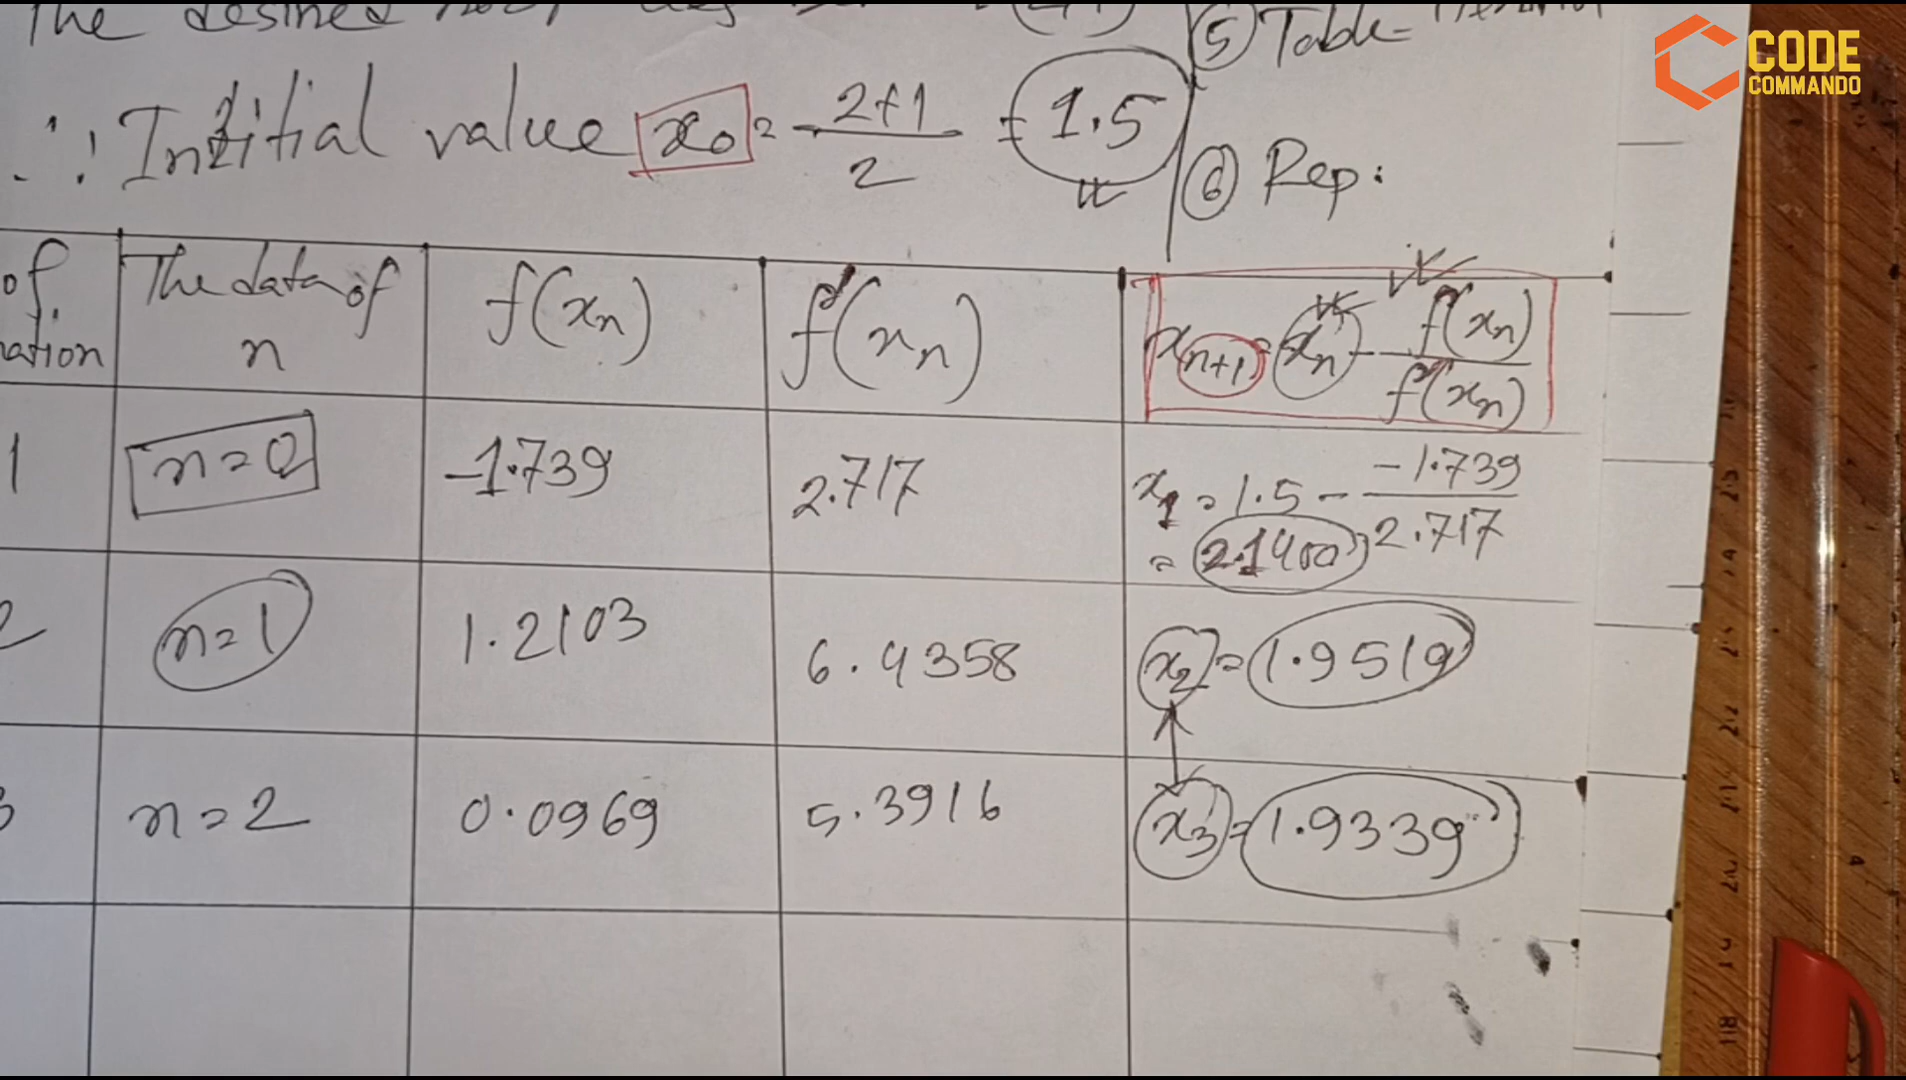 The desired
⑤ Table
CODE
COMMANDO
∴ Initial value x₀ = 2+1/2 = 1.5
⑥ Rep:
of
The data of n
f(xₙ)
f'(xₙ)
xₙ₊₁ = xₙ - f(xₙ)/f'(xₙ)
1
n=0
-1.739
2.717
x₁ = 1.5 - -1.739/2.717
= 2.1400
2
n=1
1.2103
6.4358
x₂ = 1.9519
3
n=2
0.0969
5.3916
x₃ = 1.9339